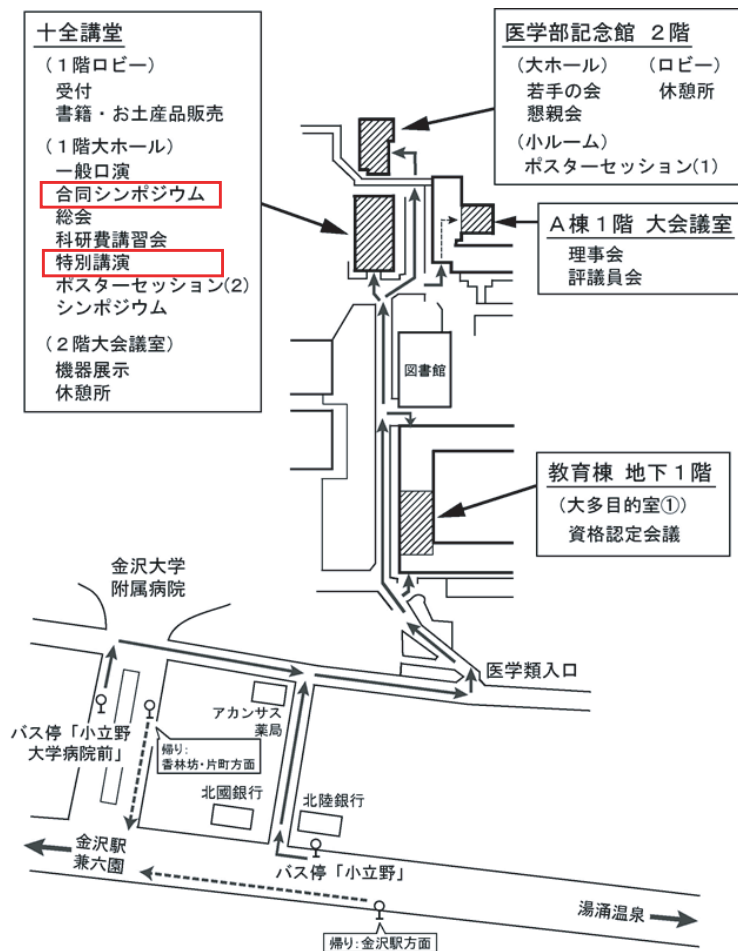 十全講堂
(1階ロビー)
受付
書籍・お土産品販売
(1階大ホール)
一般口演
合同シンポジウム
総会
科研費講習会
特別講演
ポスターセッション(2)
シンポジウム
(2階大会議室)
機器展示
休憩所
医学部記念館 2階
(大ホール) (ロビー)
若手の会 休憩所
懇親会
(小ルーム)
ポスターセッション(1)
A棟1階 大会議室
理事会
評議員会
図書館
教育棟 地下1階
(大多目的室①)
資格認定会議
金沢大学
附属病院
医学類入口
アカンサス
薬局
バス停「小立野
大学病院前」
帰り:
香林坊・片町方面
北國銀行
北陸銀行
金沢駅
兼六園
バス停「小立野」
湯涌温泉
帰り:金沢駅方面